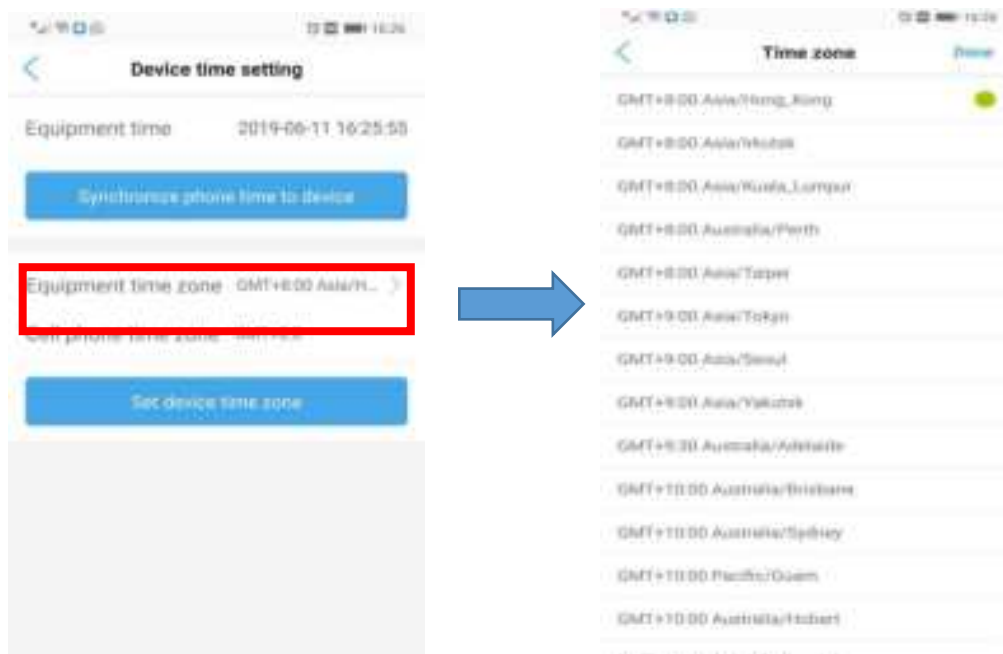 Device time setting
Equipment time 2019-06-11 16:25:55
Synchronize phone time to device
Equipment time zone GMT+8:00 Asia/H...
Cell phone time zone
Set device time zone
Time zone Done
GMT+8:00 Asia/Hong_Kong
GMT+8:00 Asia/Irkutsk
GMT+8:00 Asia/Kuala_Lumpur
GMT+8:00 Australia/Perth
GMT+8:00 Asia/Taipei
GMT+9:00 Asia/Tokyo
GMT+9:00 Asia/Seoul
GMT+9:00 Asia/Yakutsk
GMT+9:30 Australia/Adelaide
GMT+10:00 Australia/Brisbane
GMT+10:00 Australia/Sydney
GMT+10:00 Pacific/Guam
GMT+10:00 Australia/Hobart